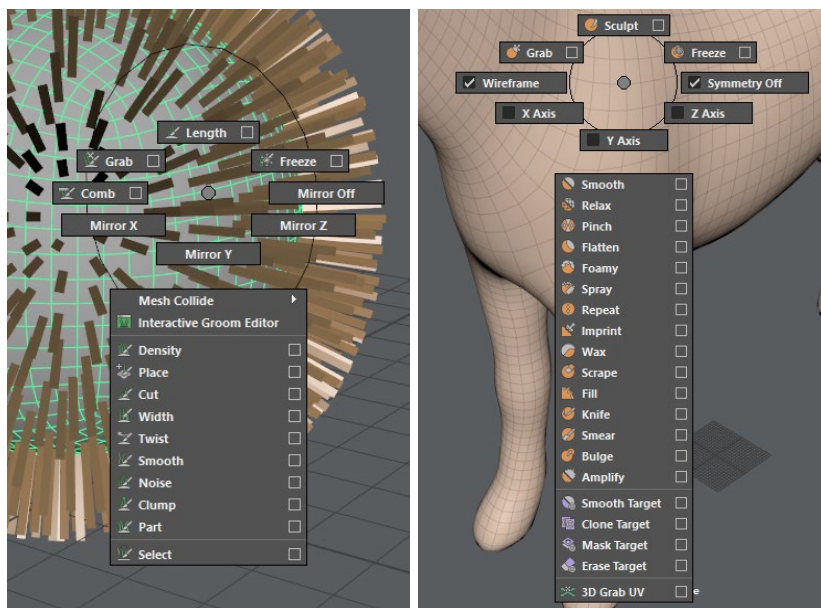 Length
Grab
Freeze
Comb
Mirror Off
Mirror X
Mirror Z
Mirror Y
Mesh Collide
Interactive Groom Editor
Density
Place
Cut
Width
Twist
Smooth
Noise
Clump
Part
Select
Sculpt
Grab
Freeze
Wireframe
Symmetry Off
X Axis
Z Axis
Y Axis
Smooth
Relax
Pinch
Flatten
Foamy
Spray
Repeat
Imprint
Wax
Scrape
Fill
Knife
Smear
Bulge
Amplify
Smooth Target
Clone Target
Mask Target
Erase Target
3D Grab UV
e